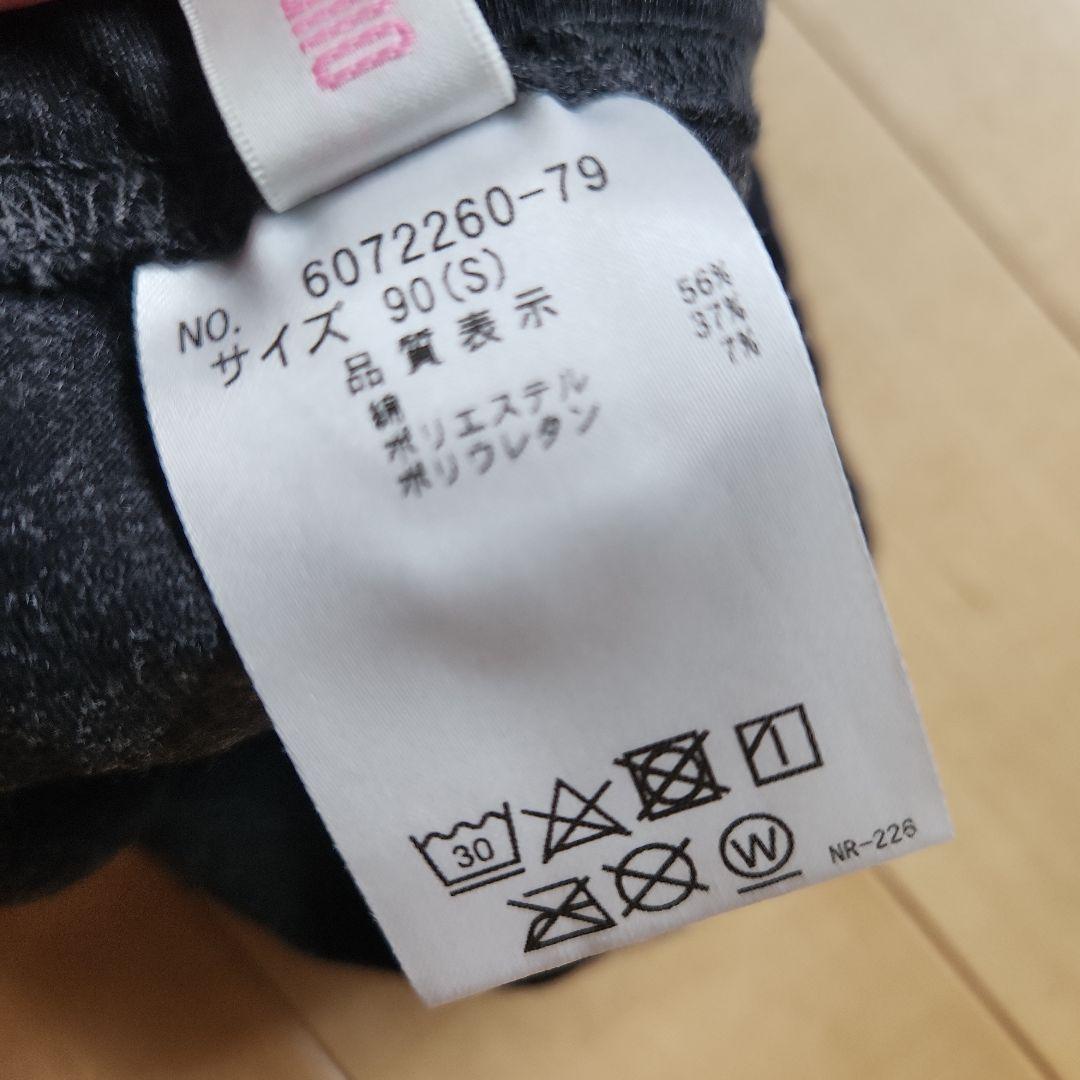 NO. 6072260-79
サイズ 90(S)
品質表示
綿 56%
ポリエステル 37%
ポリウレタン 7%
30
W
NR-226